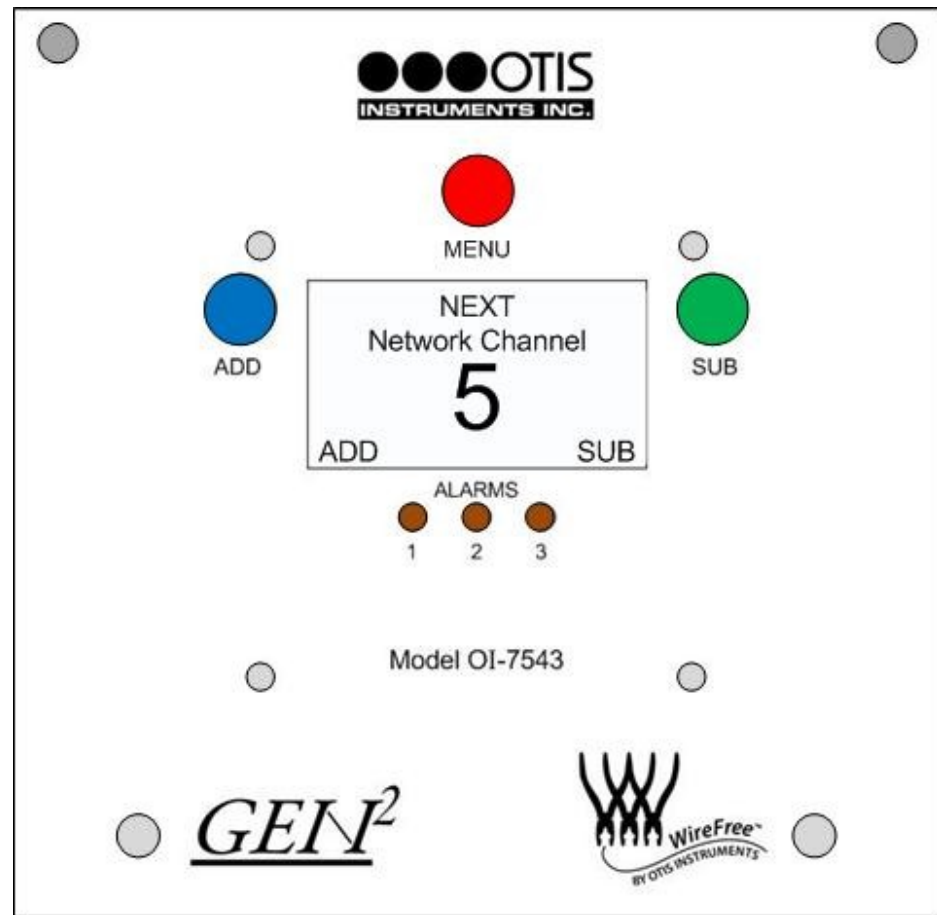 OTIS
INSTRUMENTS INC.
MENU
ADD
SUB
NEXT
Network Channel
5
ADD SUB
ALARMS
1 2 3
Model OI-7543
GEN²
WireFree™
BY OTIS INSTRUMENTS